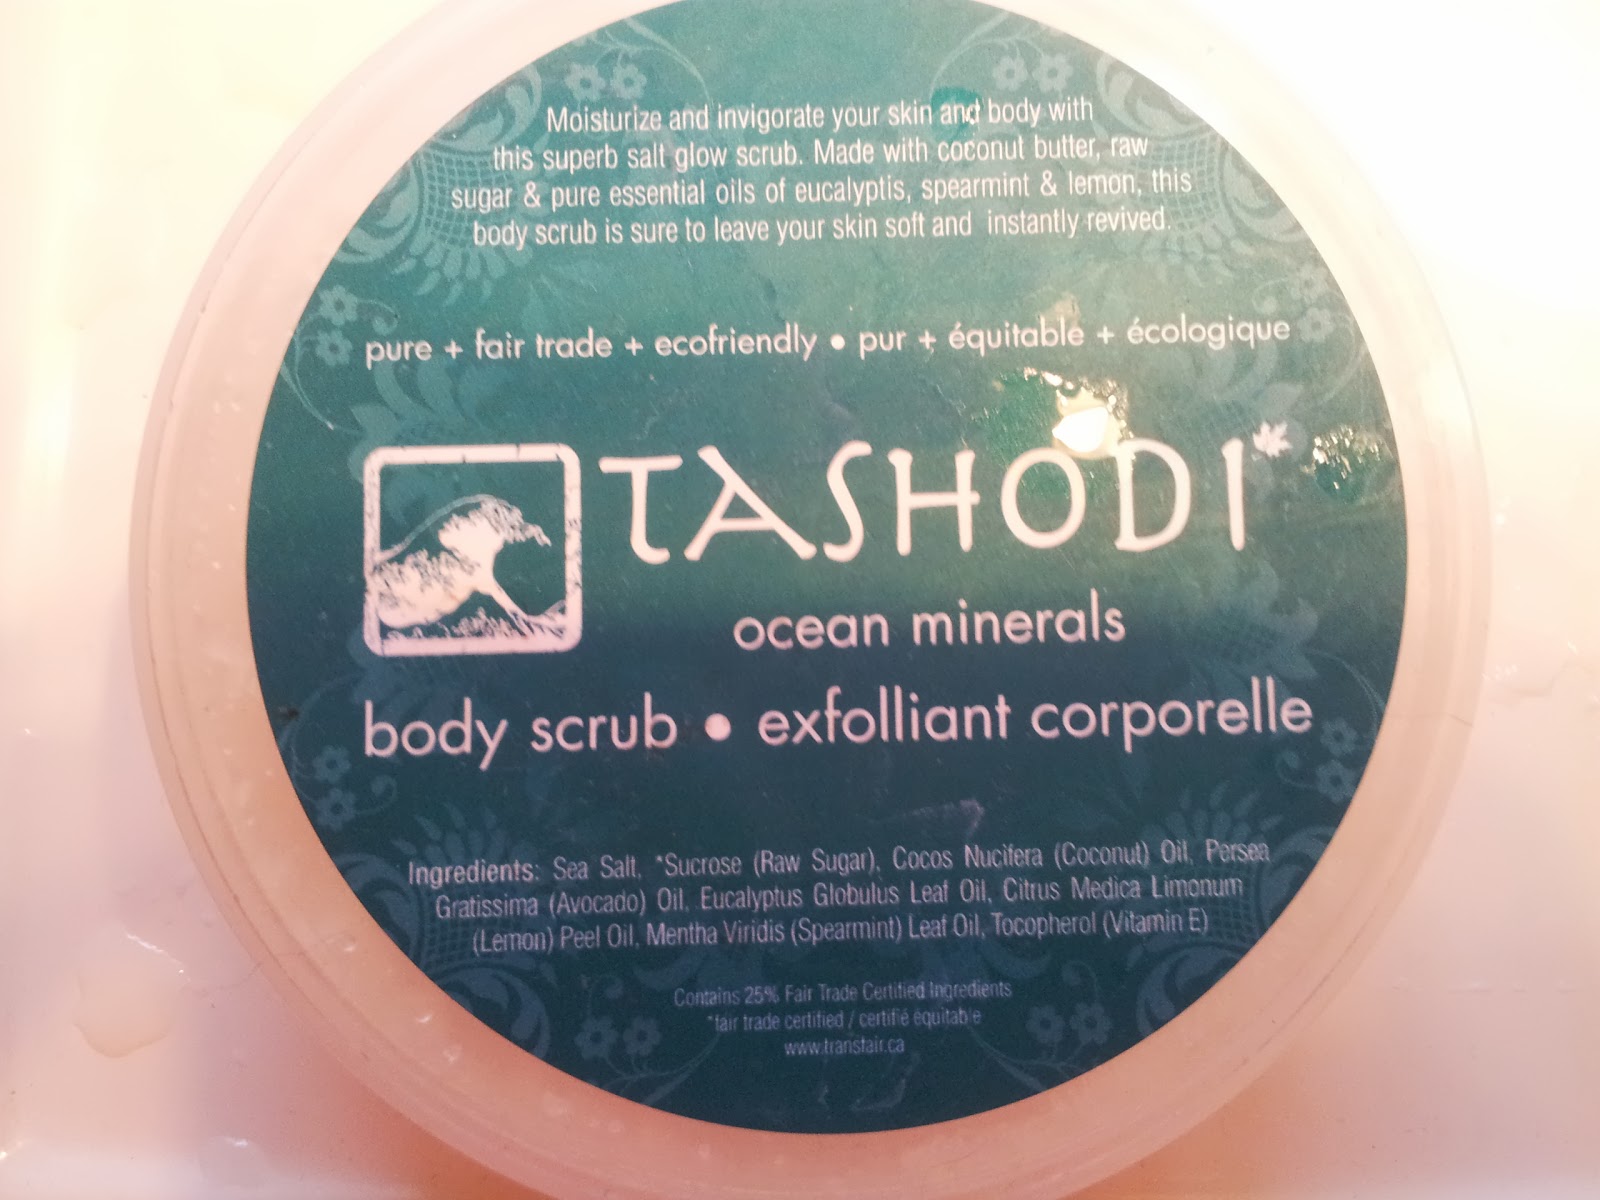 Moisturize and invigorate your skin and body with
this superb salt glow scrub. Made with coconut butter, raw
sugar & pure essential oils of eucalyptis, spearmint & lemon, this
body scrub is sure to leave your skin soft and instantly revived.
pure + fair trade + ecofriendly • pur + équitable + écologique
TASHODI
ocean minerals
body scrub • exfolliant corporelle
Ingredients: Sea Salt, *Sucrose (Raw Sugar), Cocos Nucifera (Coconut) Oil, Persea
Gratissima (Avocado) Oil, Eucalyptus Globulus Leaf Oil, Citrus Medica Limonum
(Lemon) Peel Oil, Mentha Viridis (Spearmint) Leaf Oil, Tocopherol (Vitamin E)
Contains 25% Fair Trade Certified Ingredients
*fair trade certified / certifié équitable
www.transfair.ca